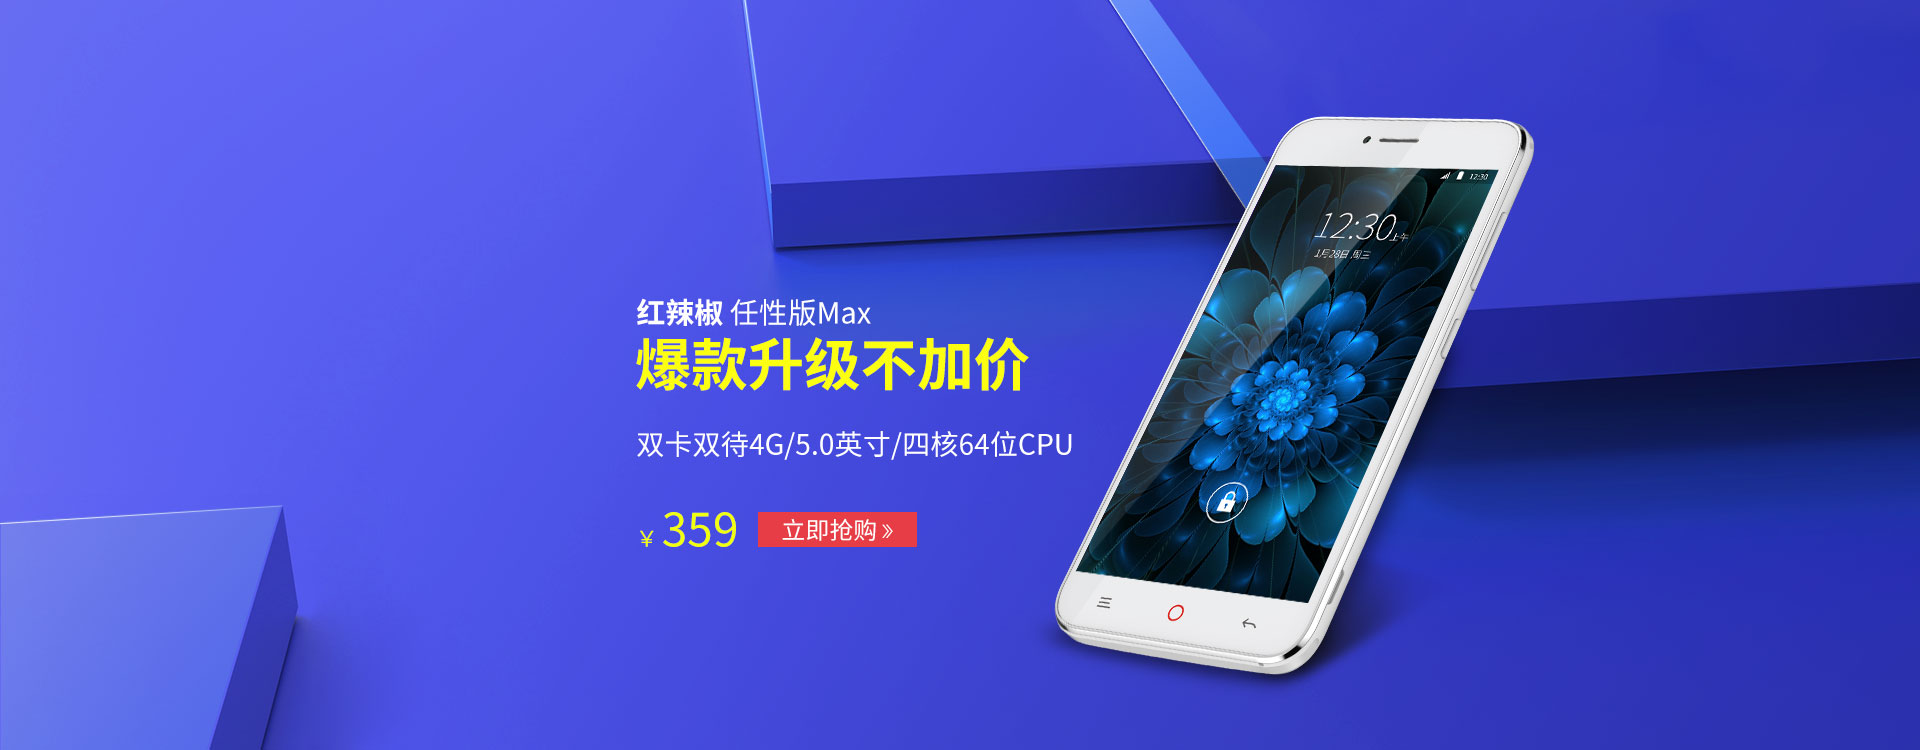 红辣椒 任性版Max
爆款升级不加价
双卡双待4G/5.0英寸/四核64位CPU
¥ 359
立即抢购 》
12:30
12:30上午
1月28日 周三